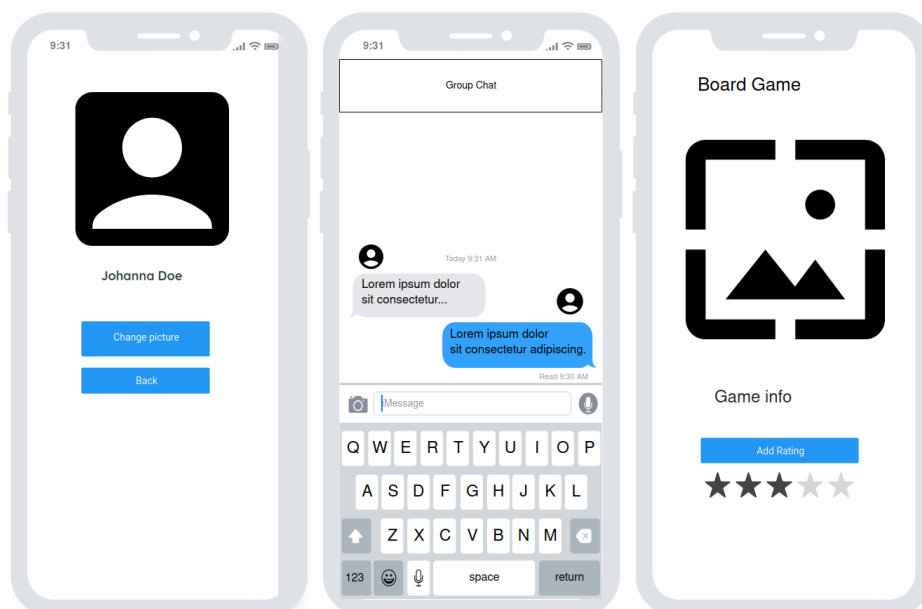 9:31
Johanna Doe
Change picture
Back
9:31
Group Chat
Today 9:31 AM
Lorem ipsum dolor
sit consectetur...
Lorem ipsum dolor
sit consectetur adipiscing.
Read 9:30 AM
iMessage
Q W E R T Y U I O P
A S D F G H J K L
Z X C V B N M
123 space return
Board Game
Game info
Add Rating